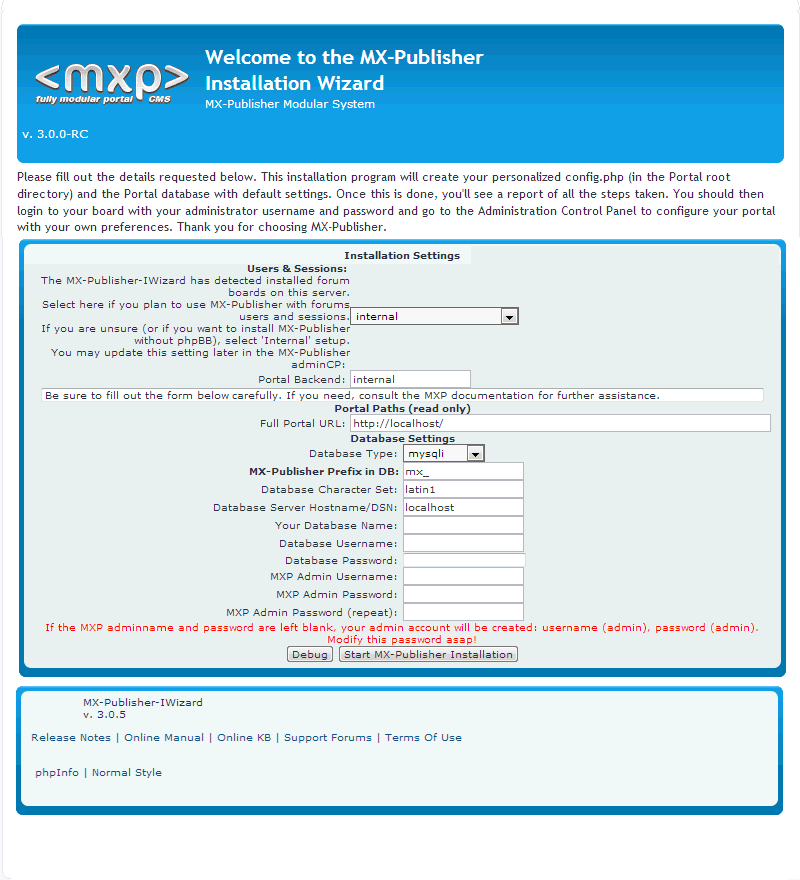 Welcome to the MX-Publisher
Installation Wizard
<mxp>
fully modular portal CMS
MX-Publisher Modular System
v. 3.0.0-RC
Please fill out the details requested below. This installation program will create your personalized config.php (in the Portal root
directory) and the Portal database with default settings. Once this is done, you'll see a report of all the steps taken. You should then
login to your board with your administrator username and password and go to the Administration Control Panel to configure your portal
with your own preferences. Thank you for choosing MX-Publisher.
Installation Settings
Users & Sessions:
The MX-Publisher-IWizard has detected installed forum
boards on this server.
Select here if you plan to use MX-Publisher with forums
users and sessions. internal
If you are unsure (or if you want to install MX-Publisher
without phpBB), select 'Internal' setup.
You may update this setting later in the MX-Publisher
adminCP:
Portal Backend: internal
Be sure to fill out the form below carefully. If you need, consult the MXP documentation for further assistance.
Portal Paths (read only)
Full Portal URL: http://localhost/
Database Settings
Database Type: mysqli
MX-Publisher Prefix in DB: mx_
Database Character Set: latin1
Database Server Hostname/DSN: localhost
Your Database Name:
Database Username:
Database Password:
MXP Admin Username:
MXP Admin Password:
MXP Admin Password (repeat):
If the MXP adminname and password are left blank, your admin account will be created: username (admin), password (admin).
Modify this password asap!
Debug Start MX-Publisher Installation
MX-Publisher-IWizard
v. 3.0.5
Release Notes | Online Manual | Online KB | Support Forums | Terms Of Use
phpInfo | Normal Style